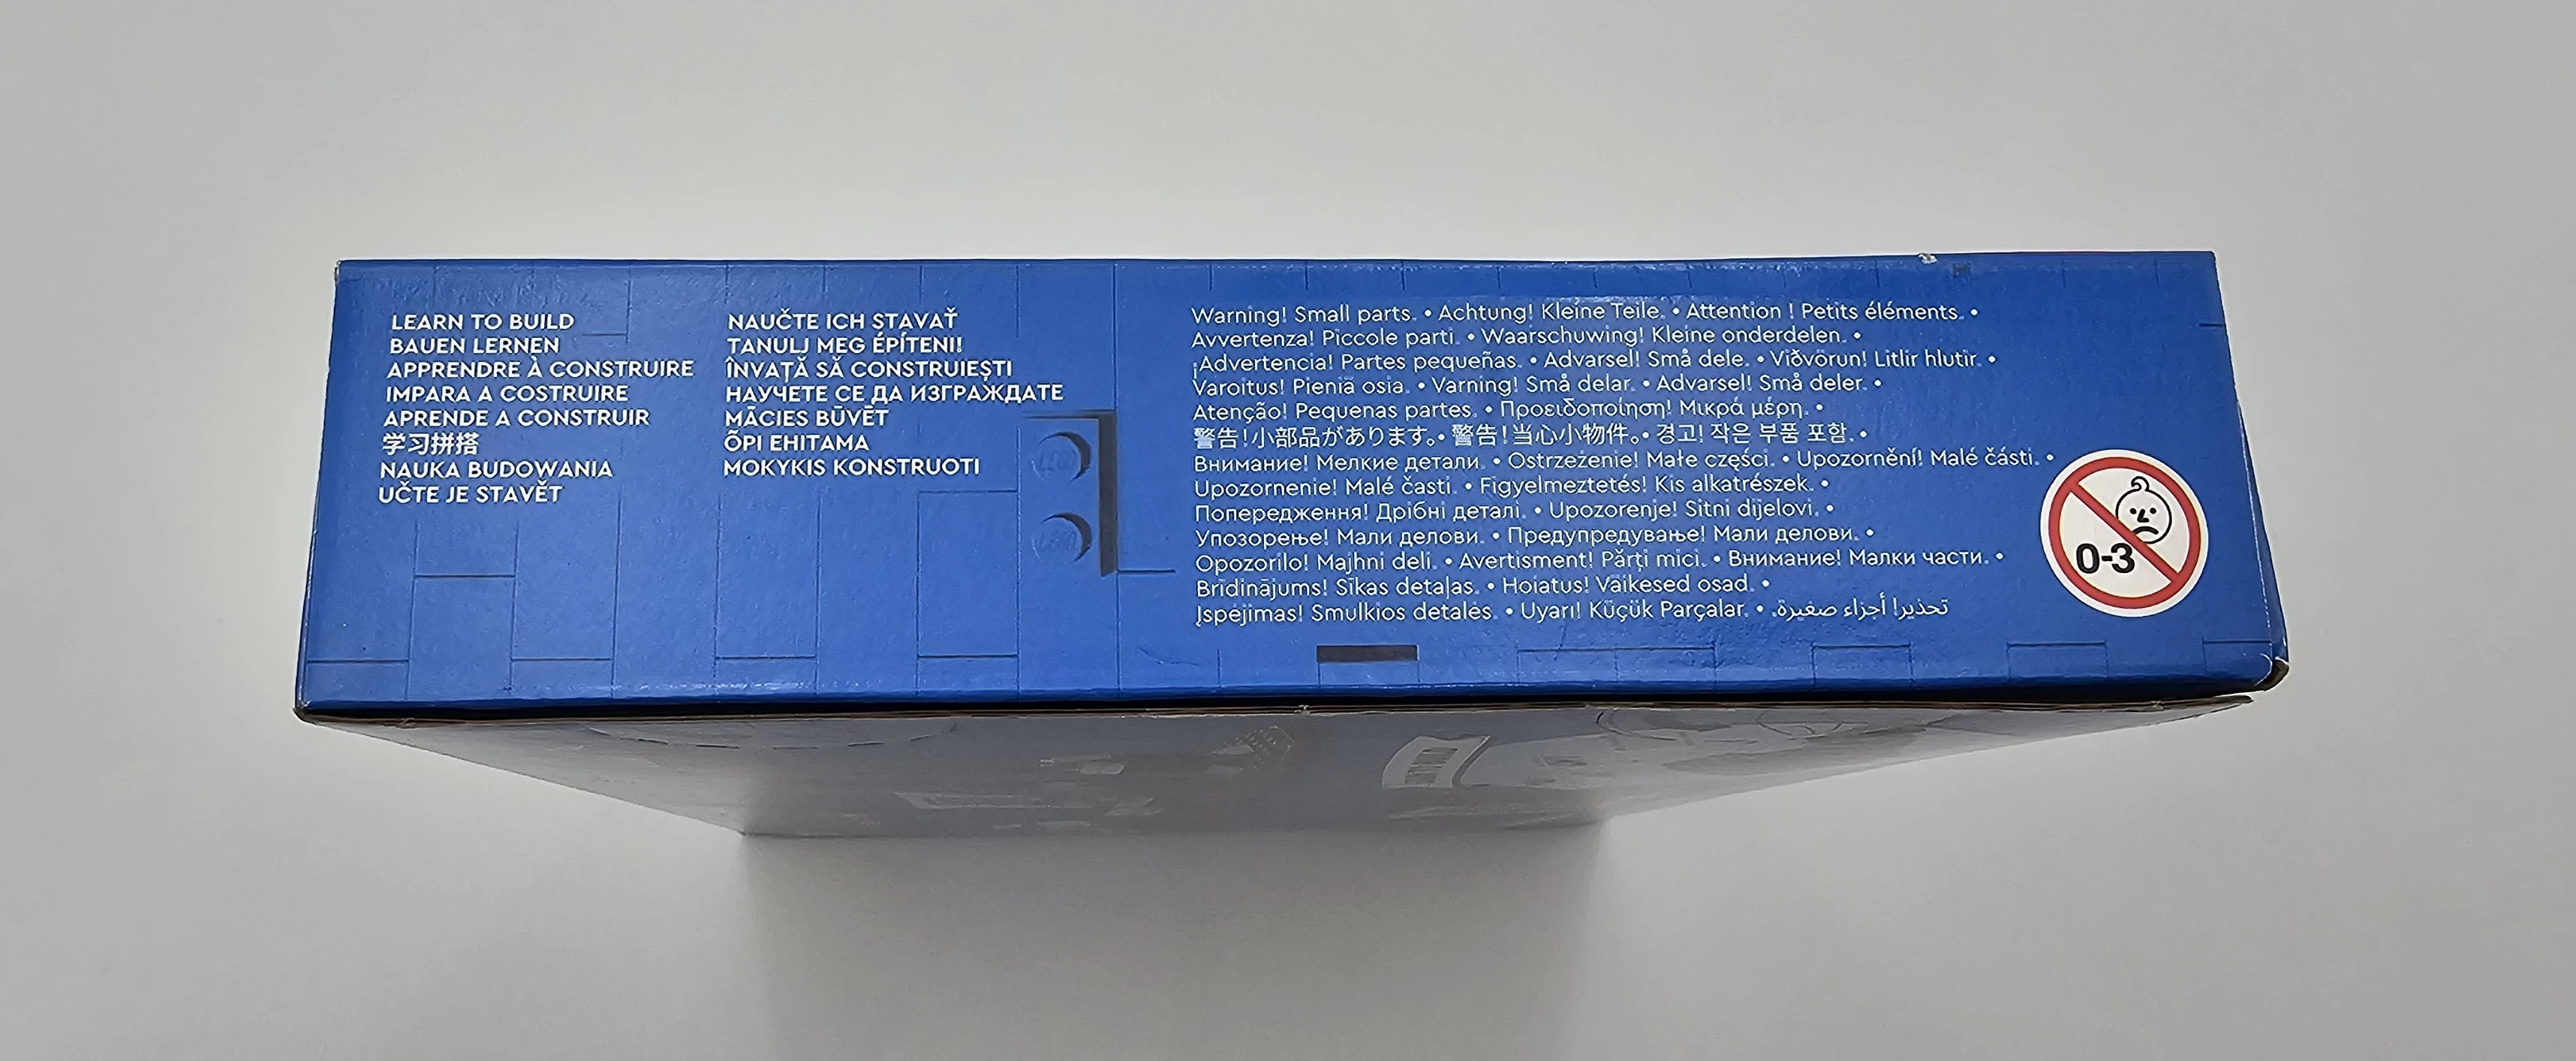 LEARN TO BUILD
BAUEN LERNEN
APPRENDRE À CONSTRUIRE
IMPARA A COSTRUIRE
APRENDE A CONSTRUIR
学习拼搭
NAUKA BUDOWANIA
UČTE JE STAVĚT
NAUČTE ICH STAVAŤ
TANULJ MEG ÉPÍTENI!
ÎNVAȚĂ SĂ CONSTRUIEȘTI
НАУЧЕТЕ СЕ ДА ИЗГРАЖДАТЕ
MĀCIES BŪVĒT
ÕPI EHITAMA
MOKYKIS KONSTRUOTI
LEGO
LEGO
Warning! Small parts. • Achtung! Kleine Teile. • Attention ! Petits éléments. •
Avvertenza! Piccole parti. • Waarschuwing! Kleine onderdelen. •
¡Advertencia! Partes pequeñas. • Advarsel! Små dele. • Viðvörun! Litlir hlutir. •
Varoitus! Pieniä osia. • Varning! Små delar. • Advarsel! Små deler. •
Atenção! Pequenas partes. • Προειδοποίηση! Μικρά μέρη. •
警告!小部品があります。• 警告!当心小物件。• 경고! 작은 부품 포함. •
Внимание! Мелкие детали. • Ostrzeżenie! Małe części. • Upozornění! Malé části. •
Upozornenie! Malé časti. • Figyelmeztetés! Kis alkatrészek. •
Попередження! Дрібні деталі. • Upozorenje! Sitni dijelovi. •
Упозорење! Мали делови. • Предупредување! Мали делови. •
Opozorilo! Majhni deli. • Avertisment! Părți mici. • Внимание! Малки части. •
Brīdinājums! Sīkas detaļas. • Hoiatus! Väikesed osad. •
Įspėjimas! Smulkios detalės. • Uyarı! Küçük Parçalar. • تحذير! أجزاء صغيرة.
0-3